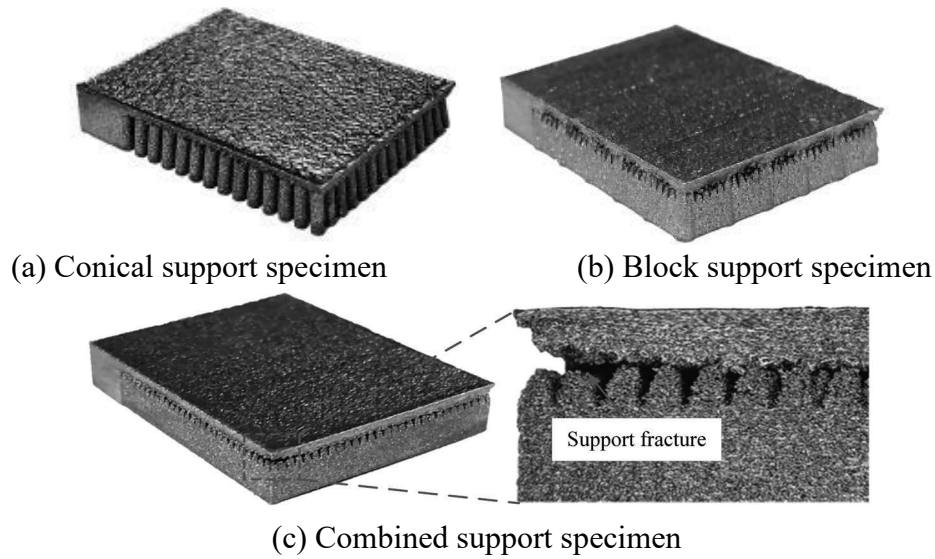 (a) Conical support specimen
(b) Block support specimen
Support fracture
(c) Combined support specimen